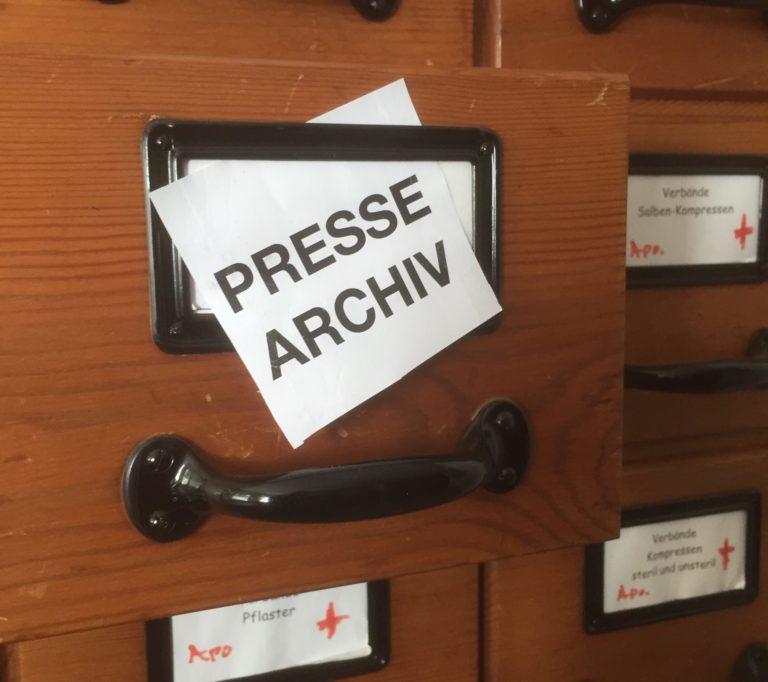 PRESSE
ARCHIV
Verbände
Salben-Kompressen
Apo.
Verbände
Kompressen
steril und unsteril
Apo.
Pflaster
Apo